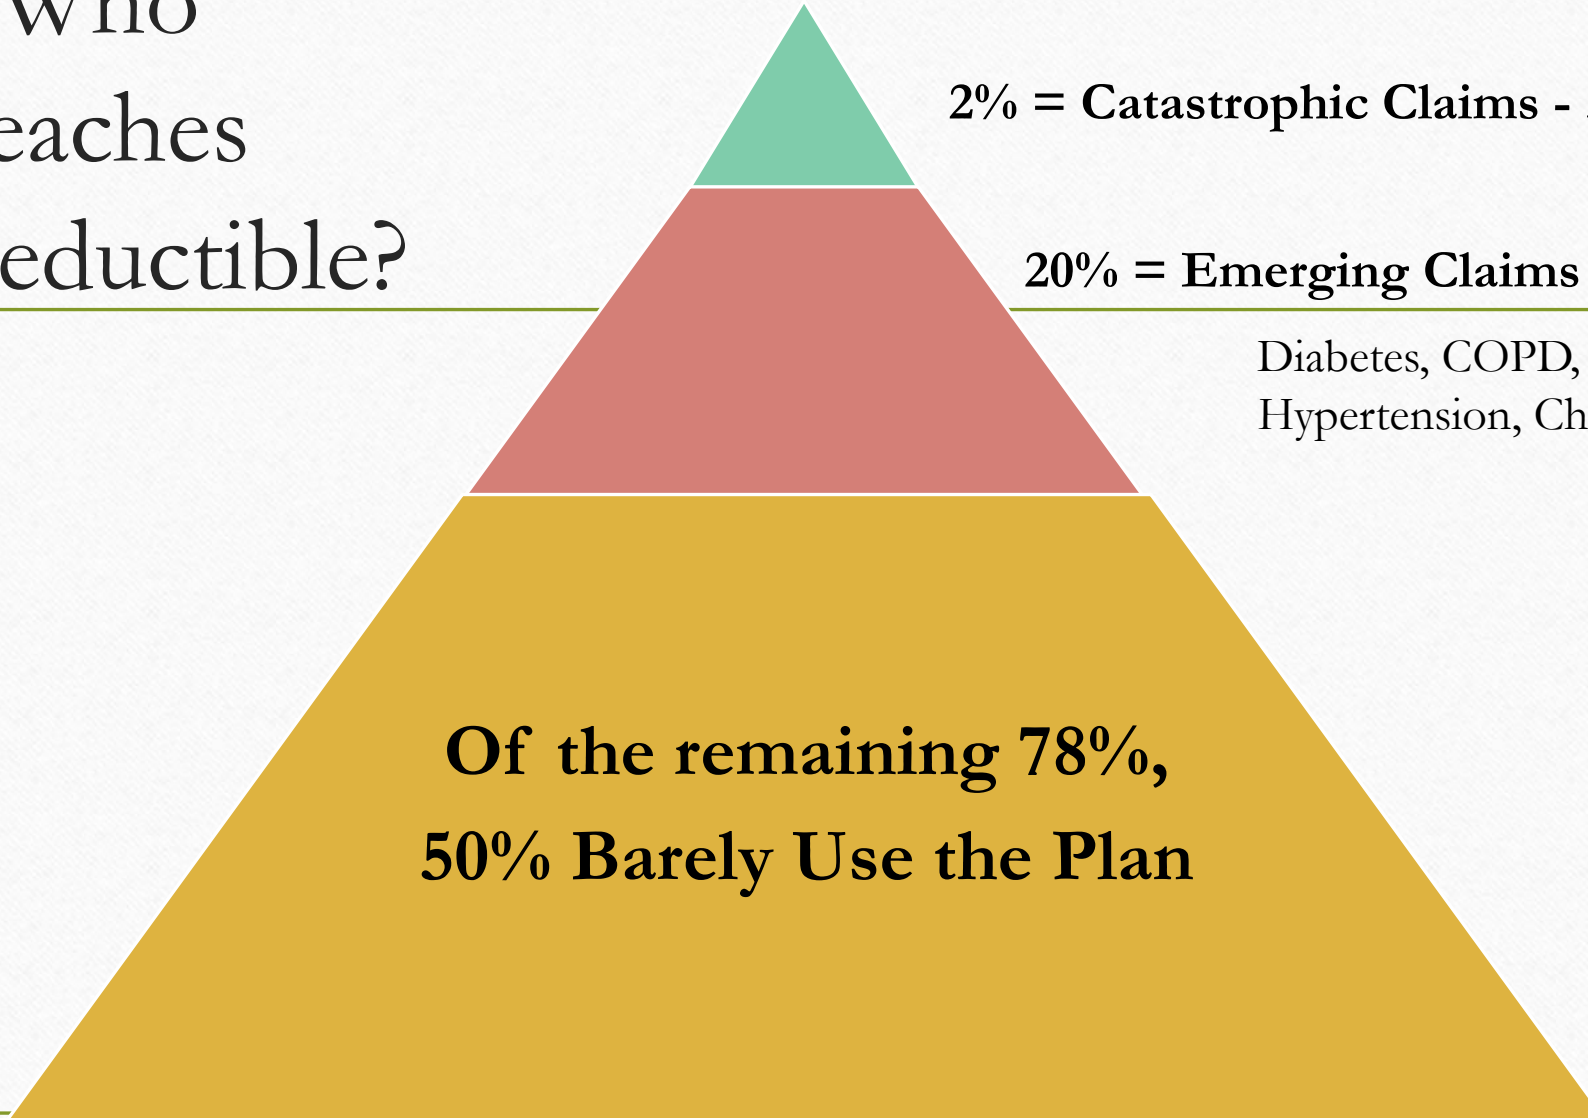 Who
eaches
eductible?
2% = Catastrophic Claims -
20% = Emerging Claims
Diabetes, COPD,
Hypertension, Ch
Of the remaining 78%,
50% Barely Use the Plan